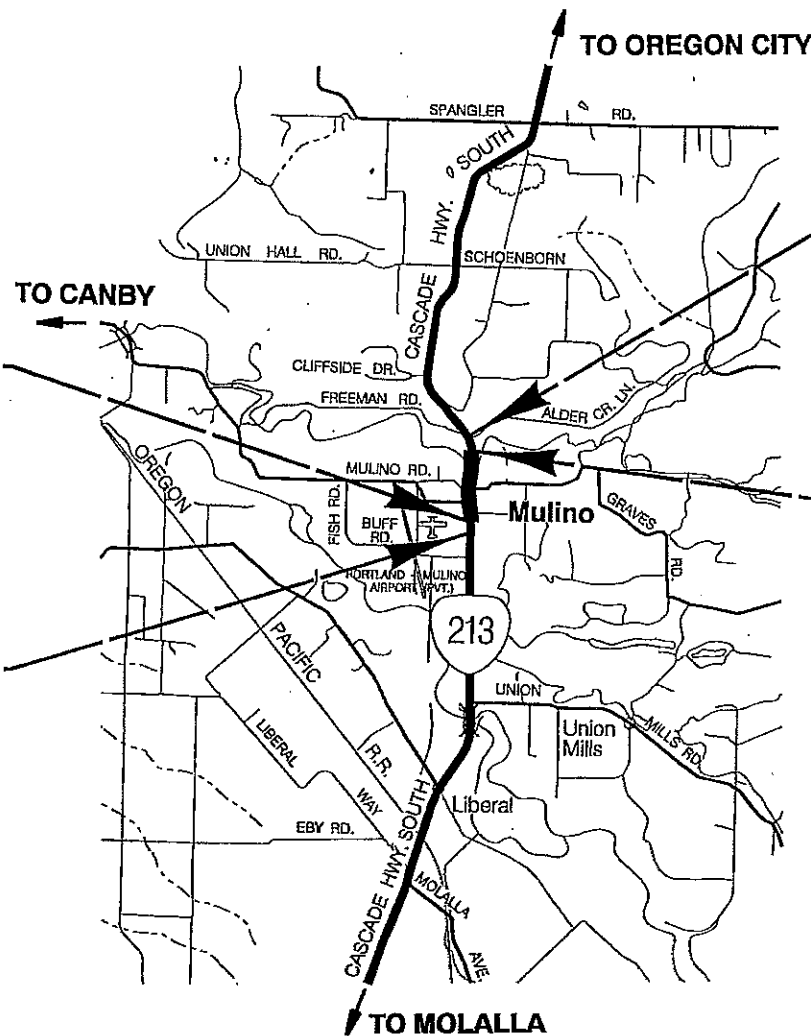 TO OREGON CITY
SPANGLER RD.
SOUTH
HWY.
CASCADE
UNION HALL RD.
SCHOENBORN
TO CANBY
CLIFFSIDE DR.
FREEMAN RD.
ALDER CR. LN.
OREGON
MULINO RD.
FISH RD.
BUFF RD.
Mulino
GRAVES RD.
PORTLAND - MULINO
AIRPORT (PVT.)
213
PACIFIC
R.R.
UNION
MILLS RD.
Union
Mills
LIBERAL
WAY
Liberal
EBY RD.
CASCADE HWY. SOUTH
MOLALLA
AVE.
TO MOLALLA